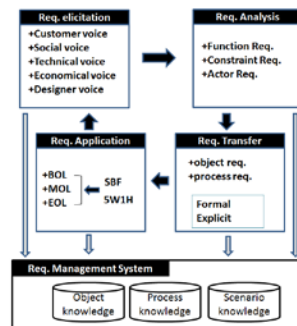 Req. elicitation
+Customer voice
+Social voice
+Technical voice
+Economical voice
+Designer voice
Req. Analysis
+Function Req.
+Constraint Req.
+Actor Req.
Req. Application
+BOL
+MOL
+EOL
SBF
5W1H
Req. Transfer
+object req.
+process req.
Formal
Explicit
Req. Management System
Object
knowledge
Process
knowledge
Scenario
knowledge